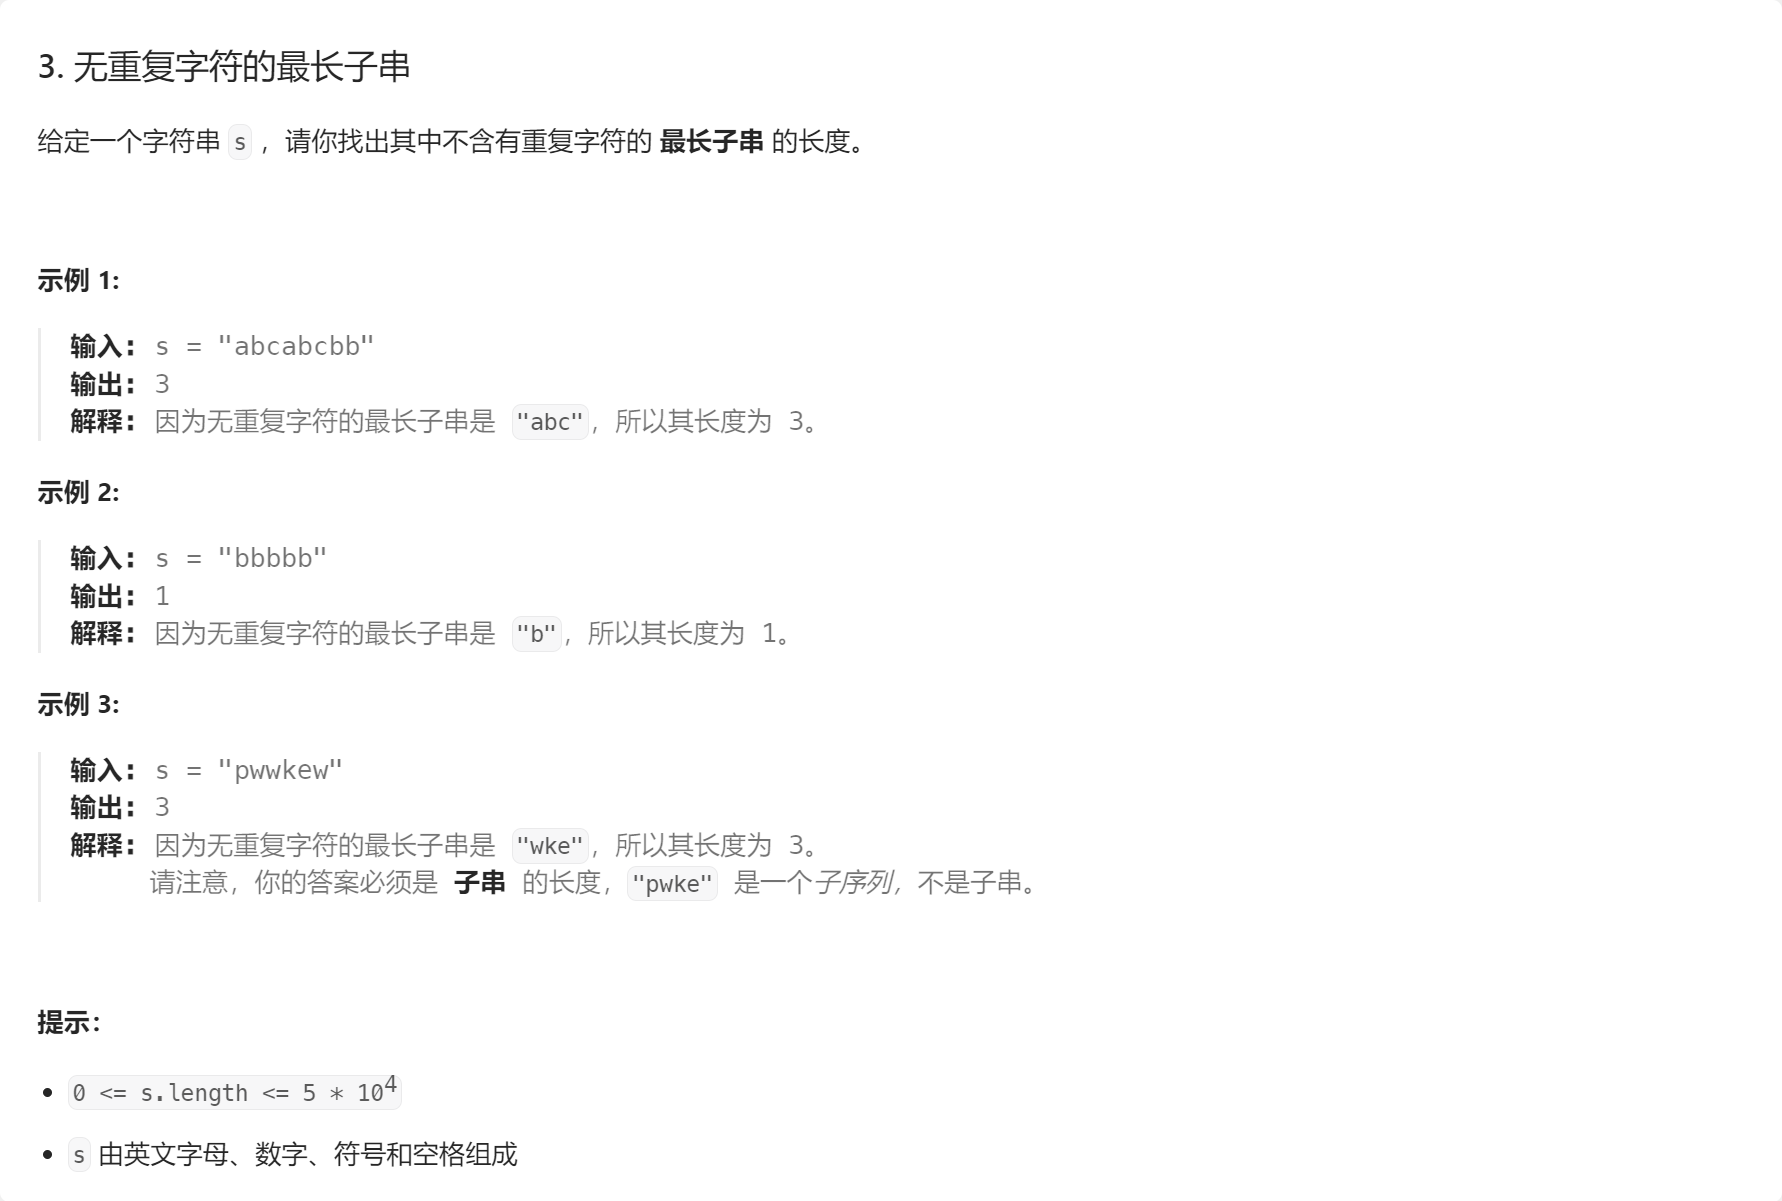 3. 无重复字符的最长子串
给定一个字符串 s ，请你找出其中不含有重复字符的 最长子串 的长度。
示例 1:
输入: s = "abcabcbb"
输出: 3
解释: 因为无重复字符的最长子串是 "abc"，所以其长度为 3。
示例 2:
输入: s = "bbbbb"
输出: 1
解释: 因为无重复字符的最长子串是 "b"，所以其长度为 1。
示例 3:
输入: s = "pwwkew"
输出: 3
解释: 因为无重复字符的最长子串是 "wke"，所以其长度为 3。
请注意，你的答案必须是 子串 的长度，"pwke" 是一个子序列，不是子串。
提示：
• 0 <= s.length <= 5 * 10⁴
• s 由英文字母、数字、符号和空格组成